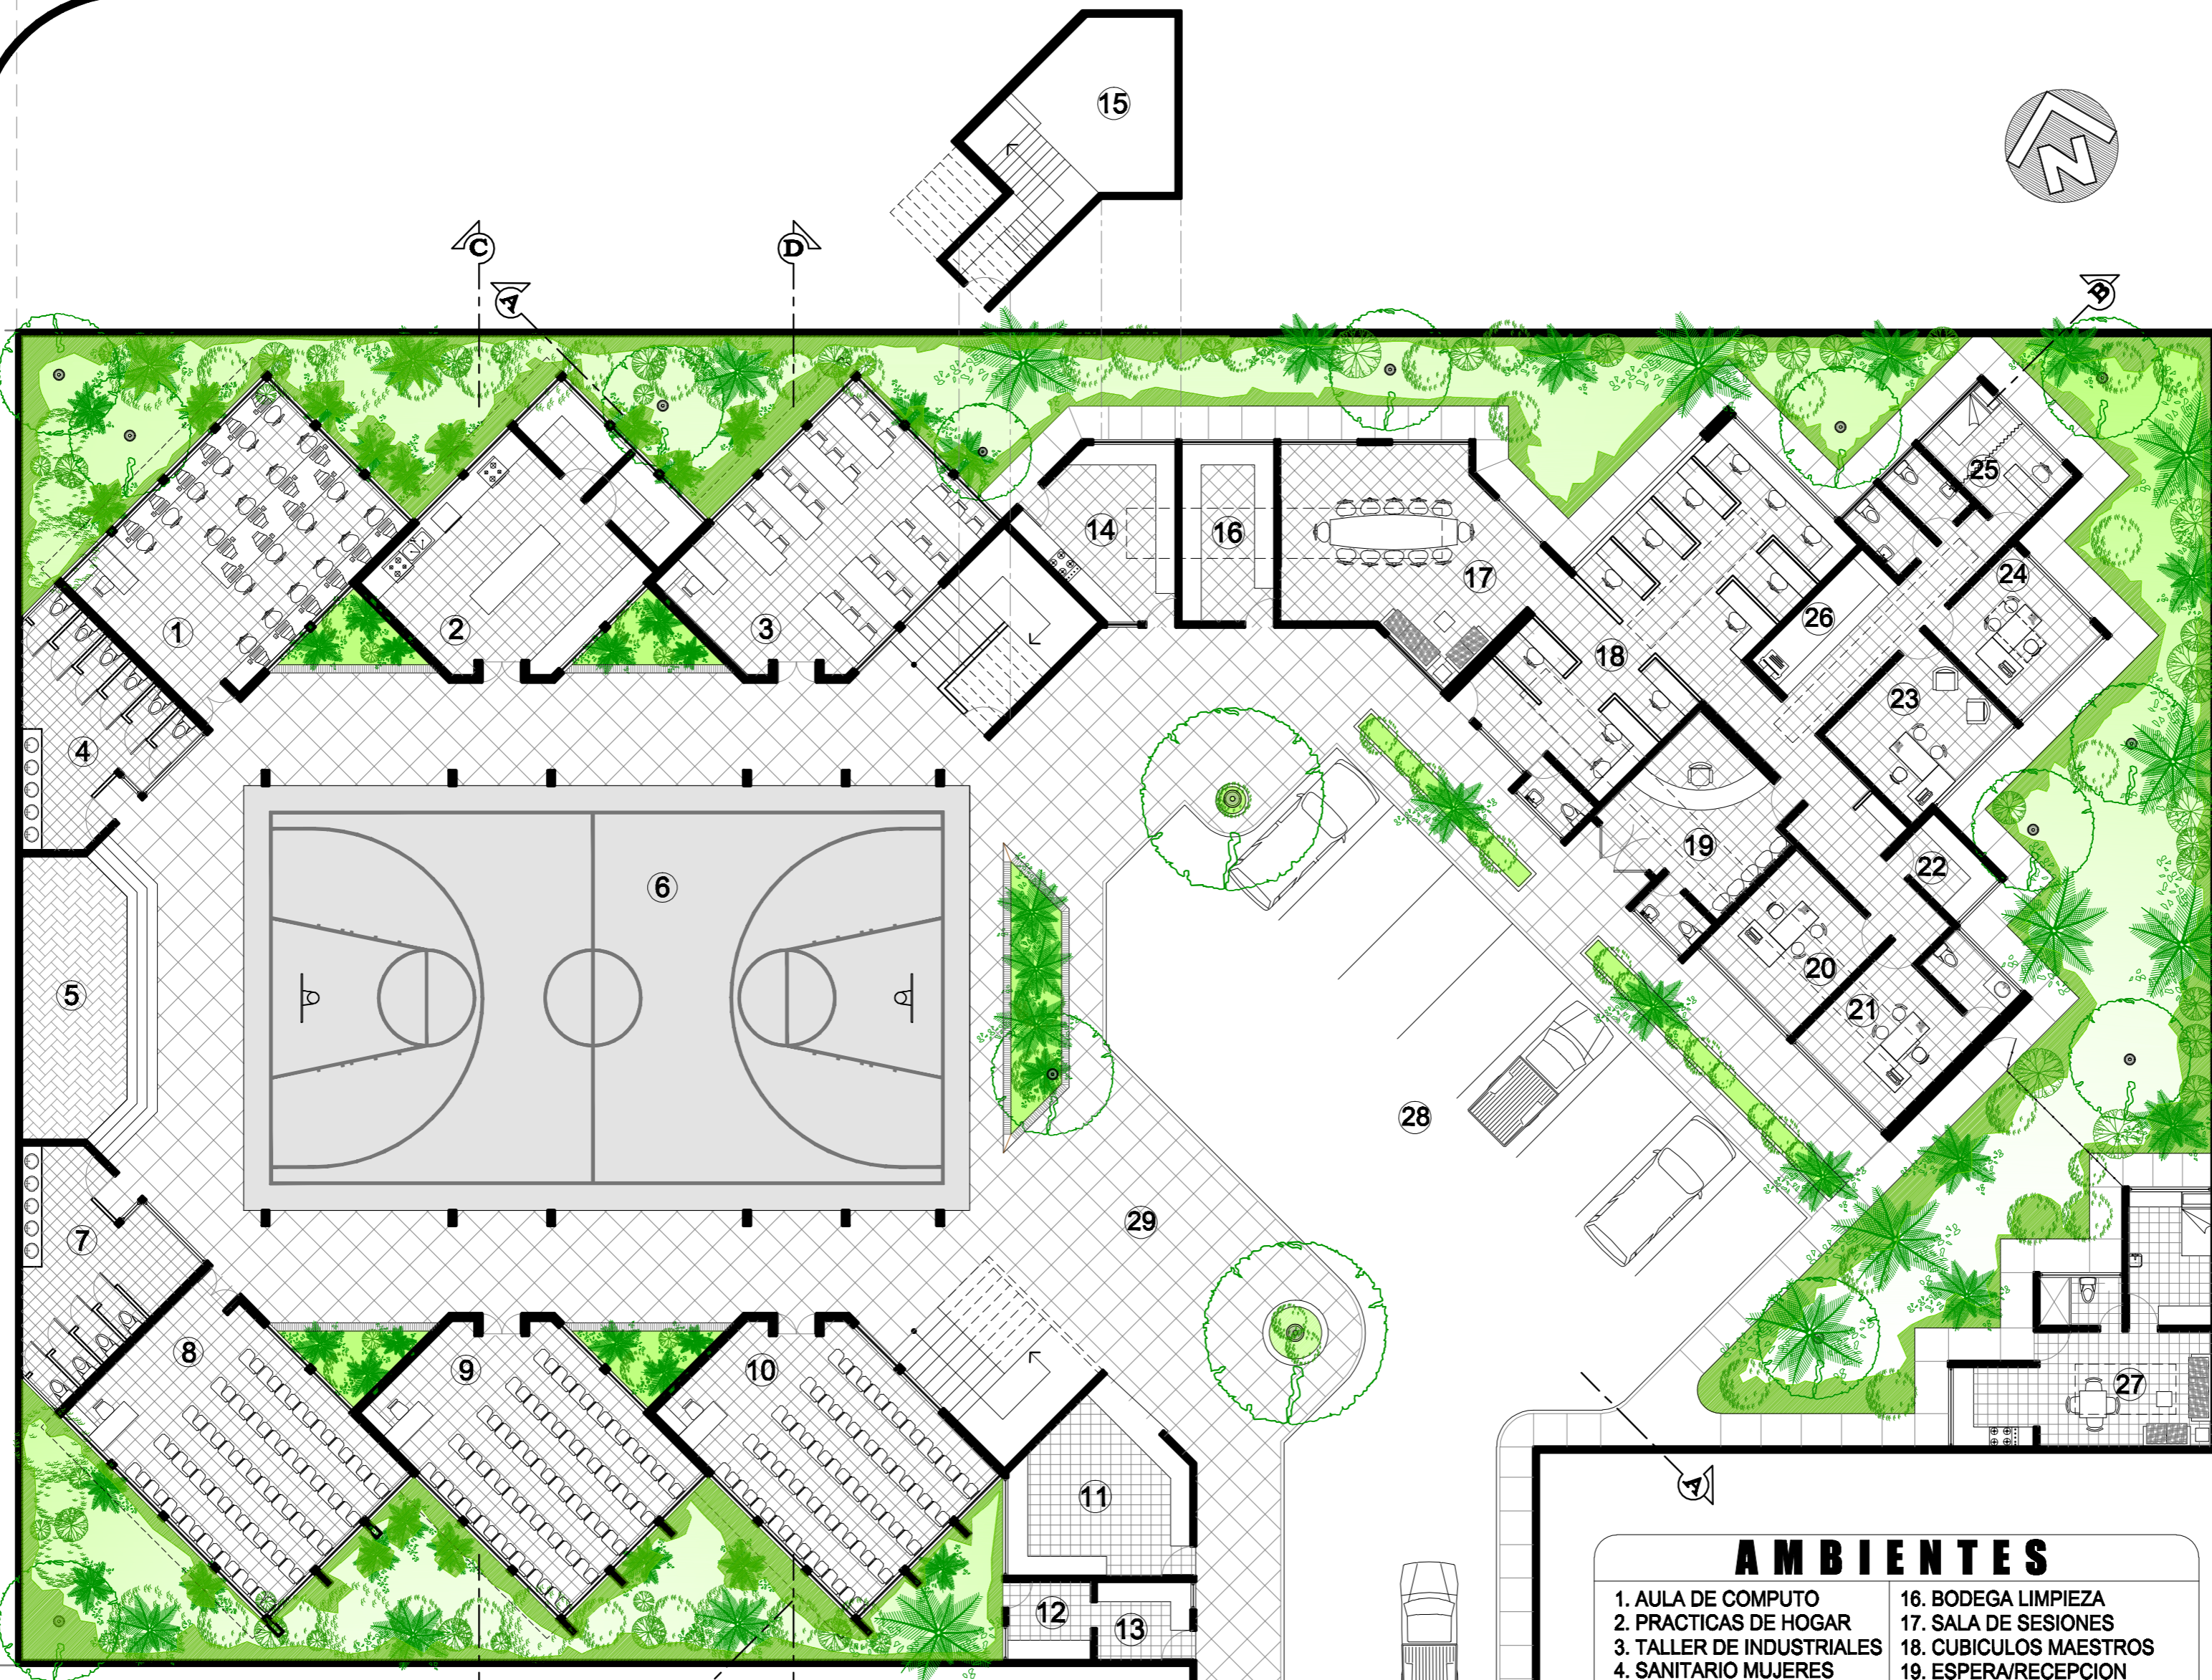 15
N
C
A
D
B
25
14
16
17
24
26
18
1
2
3
23
4
6
19
22
5
20
21
28
29
7
8
9
10
27
A
11
12
13
AMBIENTES
1. AULA DE COMPUTO
2. PRACTICAS DE HOGAR
3. TALLER DE INDUSTRIALES
4. SANITARIO MUJERES
16. BODEGA LIMPIEZA
17. SALA DE SESIONES
18. CUBICULOS MAESTROS
19. ESPERA/RECEPCION